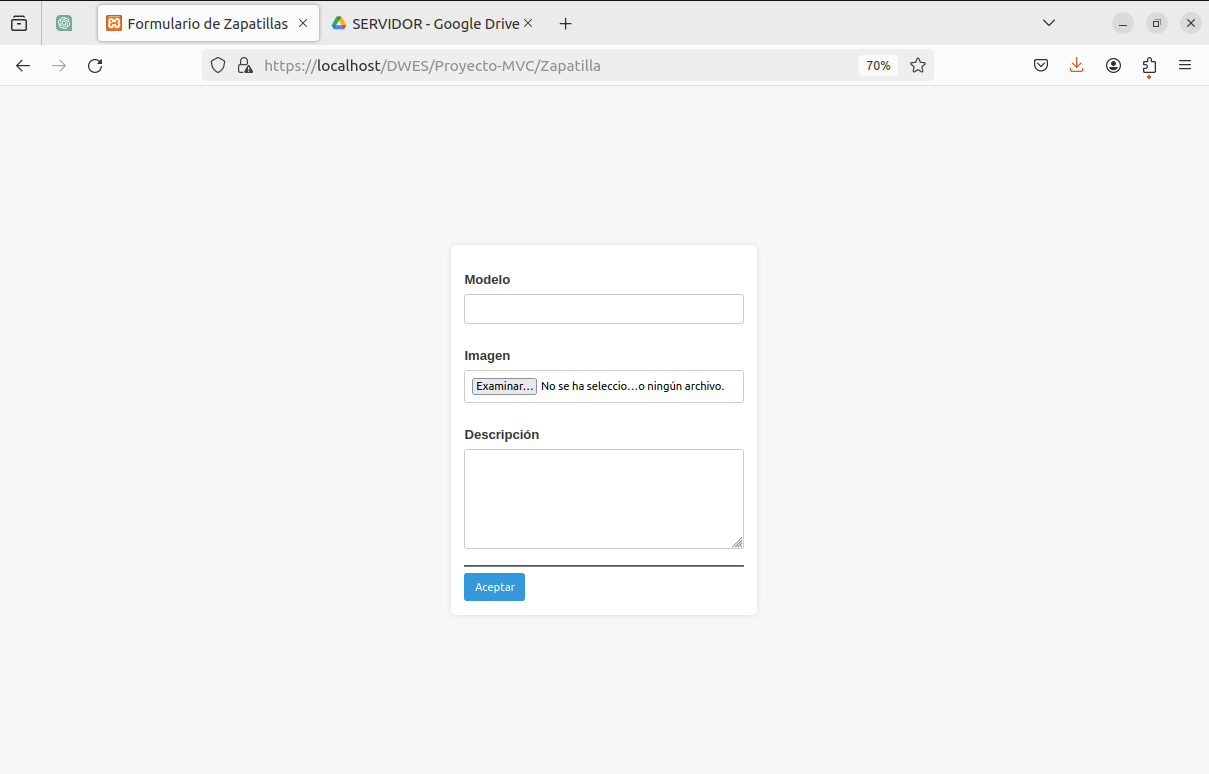 Formulario de Zapatillas
SERVIDOR - Google Drive
https://localhost/DWES/Proyecto-MVC/Zapatilla
70%
Modelo
Imagen
Examinar... No se ha seleccio...o ningún archivo.
Descripción
Aceptar